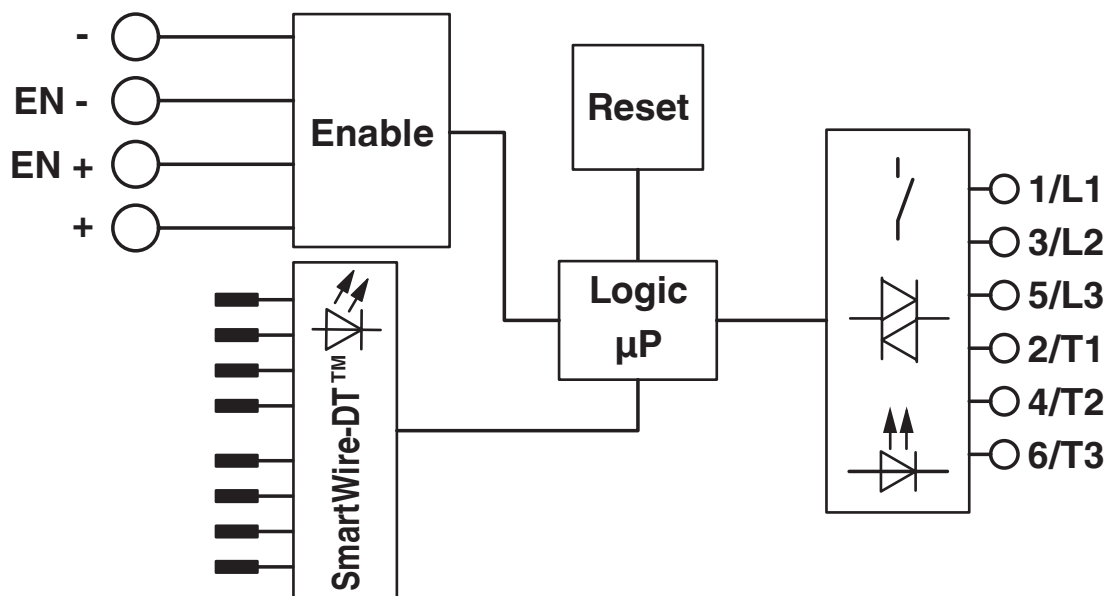 -
EN -
EN +
+
Enable
Reset
Logic
µP
SmartWire-DT™
1/L1
3/L2
5/L3
2/T1
4/T2
6/T3